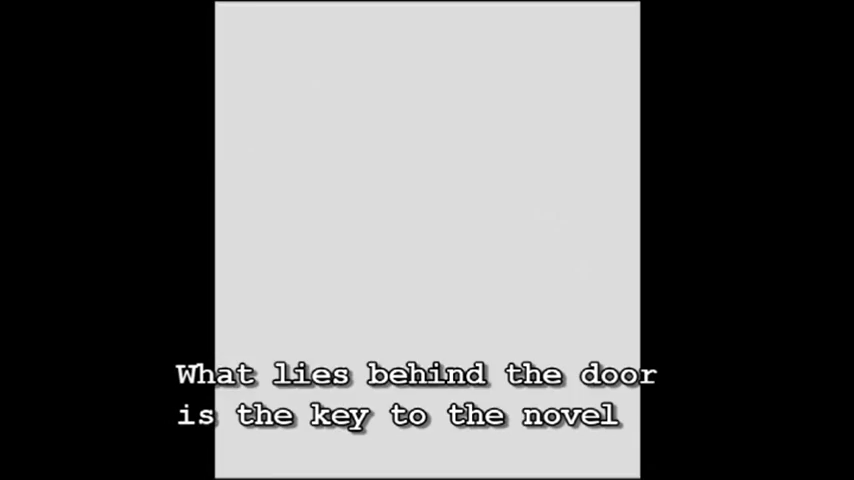 What lies behind the door
is the key to the novel